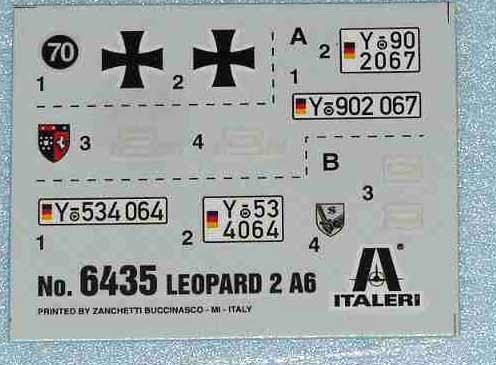 70
A
2
Y 90
2067
1
2
1
Y 902 067
3
4
B
3
Y 534 064
Y 53
4064
1
2
4
S
No. 6435 LEOPARD 2 A6
ITALERI
®
PRINTED BY ZANCHETTI BUCCINASCO - MI - ITALY